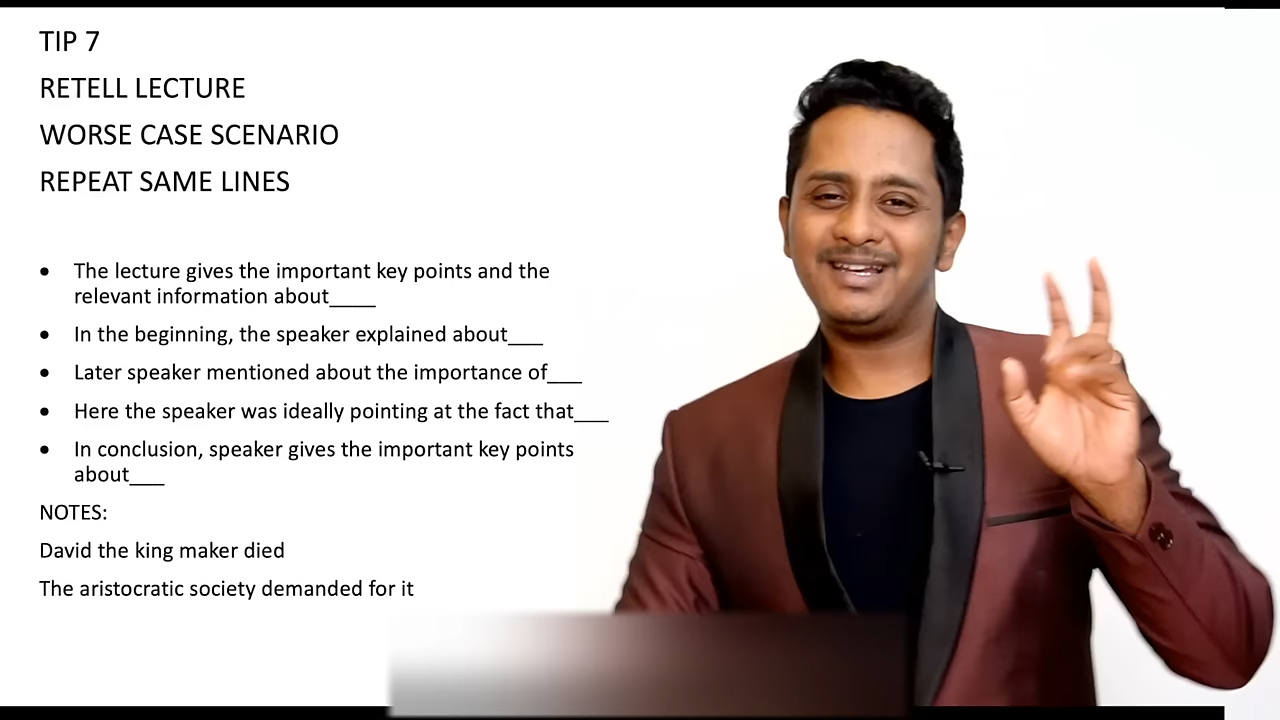 TIP 7
RETELL LECTURE
WORSE CASE SCENARIO
REPEAT SAME LINES
• The lecture gives the important key points and the
relevant information about____
• In the beginning, the speaker explained about___
• Later speaker mentioned about the importance of___
• Here the speaker was ideally pointing at the fact that___
• In conclusion, speaker gives the important key points
about___
NOTES:
David the king maker died
The aristocratic society demanded for it